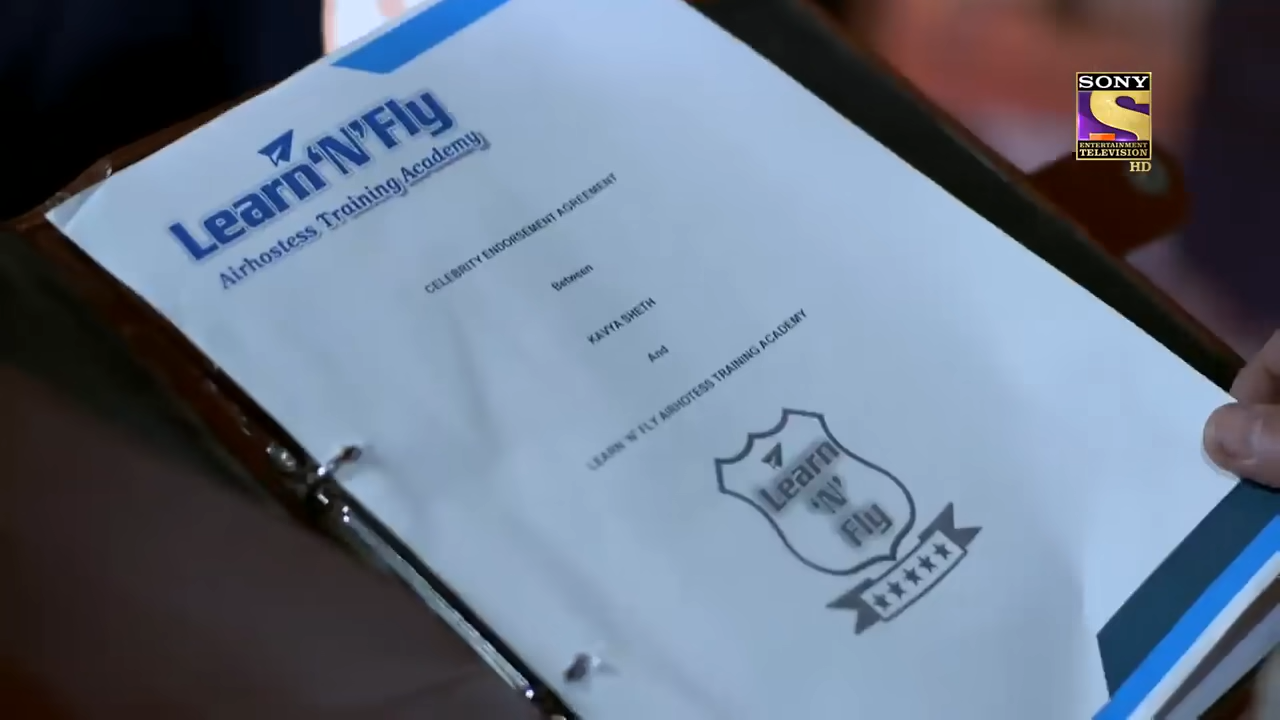 Learn'N'Fly
Airhostess Training Academy
CELEBRITY ENDORSEMENT AGREEMENT
Between
KAVYA SHETH
And
LEARN 'N' FLY AIRHOTESS TRAINING ACADEMY
Learn
'N'
Fly
SONY
S
ENTERTAINMENT
TELEVISION
HD